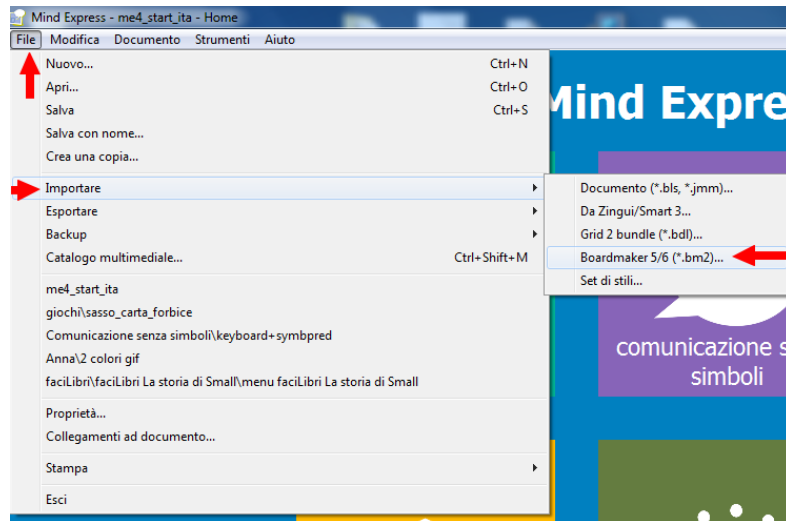 Mind Express - me4_start_ita - Home
File Modifica Documento Strumenti Aiuto
Nuovo... Ctrl+N
Apri... Ctrl+O
Salva Ctrl+S
Salva con nome...
Crea una copia...
Importare
Esportare
Backup
Catalogo multimediale... Ctrl+Shift+M
me4_start_ita
giochi\sasso_carta_forbice
Comunicazione senza simboli\keyboard+symbpred
Anna\2 colori gif
faciLibri\faciLibri La storia di Small\menu faciLibri La storia di Small
Proprietà...
Collegamenti ad documento...
Stampa
Esci
Mind Expre
Documento (*.bls, *.jmm)...
Da Zingui/Smart 3...
Grid 2 bundle (*.bdl)...
Boardmaker 5/6 (*.bm2)...
Set di stili...
comunicazione s
simboli